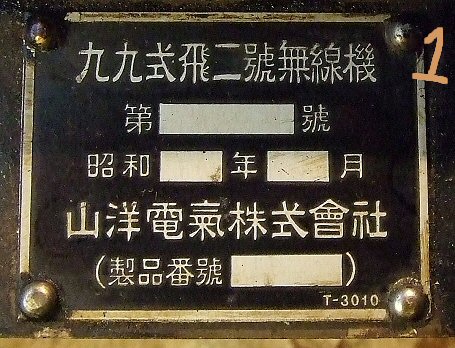 九九式飛二號無線機
1
第 號
昭和 年 月
山洋電氣株式會社
(製品番號 )
T-3010